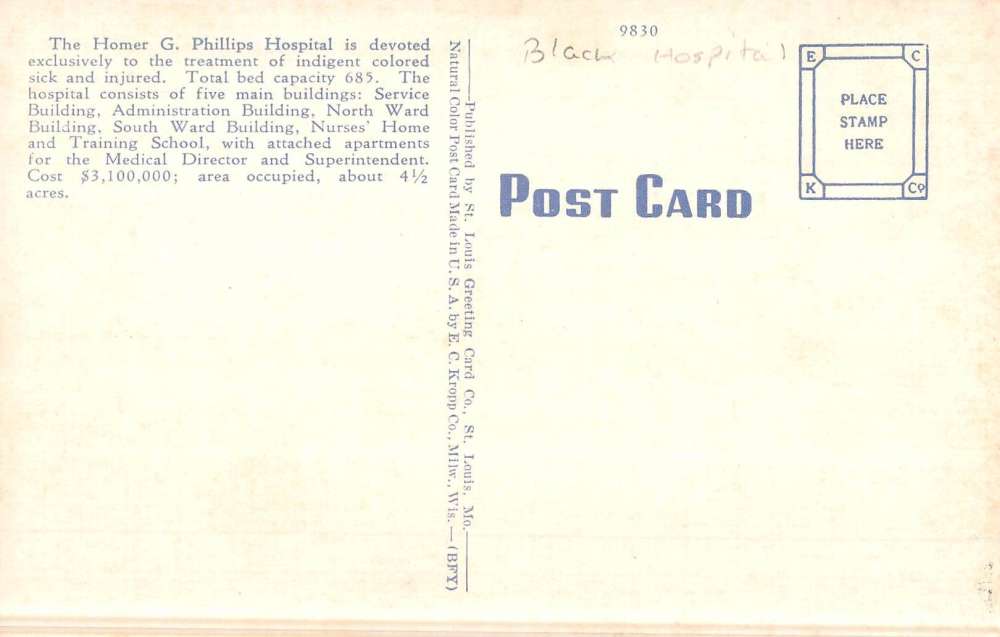 The Homer G. Phillips Hospital is devoted
exclusively to the treatment of indigent colored
sick and injured. Total bed capacity 685. The
hospital consists of five main buildings: Service
Building, Administration Building, North Ward
Building, South Ward Building, Nurses' Home
and Training School, with attached apartments
for the Medical Director and Superintendent.
Cost $3,100,000; area occupied, about 4½
acres.
Published by St. Louis Greeting Card Co., St. Louis, Mo.
Natural Color Post Card Made in U. S. A. by E. C. Kropp Co., Milw., Wis.— (BFY)
9830
Black Hospital
POST CARD
E C
PLACE
STAMP
HERE
K Co